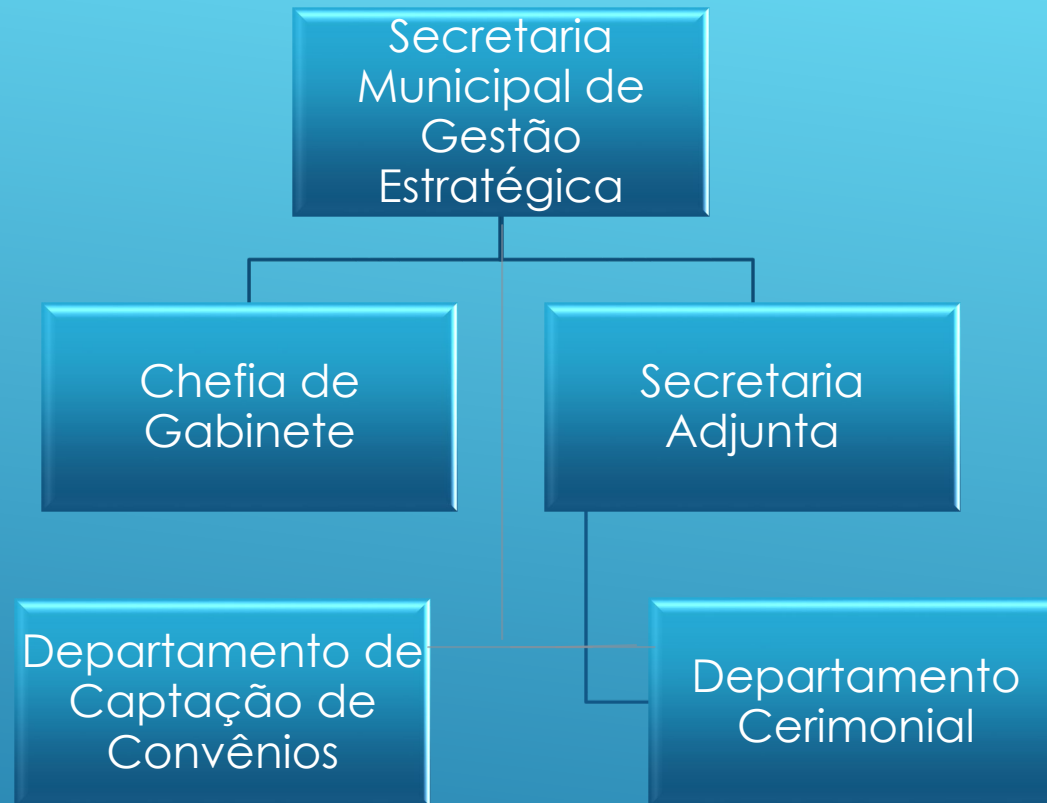 Secretaria
Municipal de
Gestão
Estratégica
Chefia de
Gabinete
Secretaria
Adjunta
Departamento de
Captação de
Convênios
Departamento
Cerimonial